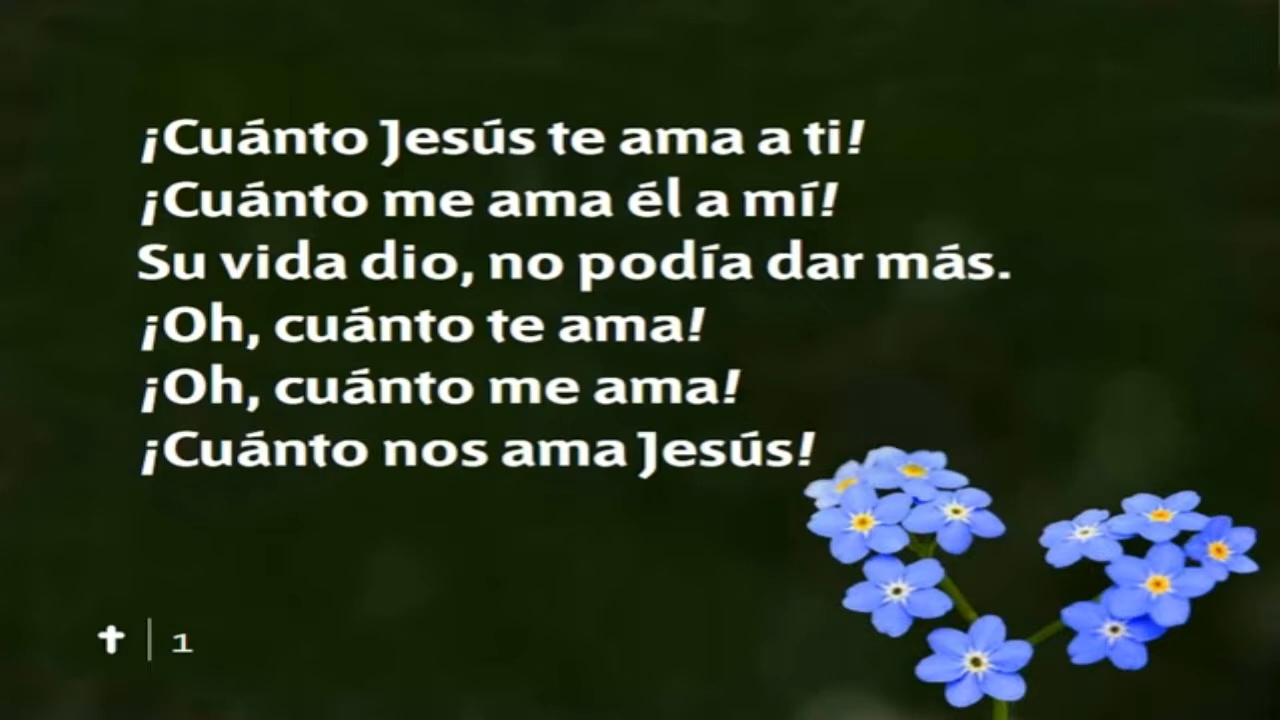 ¡Cuánto Jesús te ama a ti!
¡Cuánto me ama él a mí!
Su vida dio, no podía dar más.
¡Oh, cuánto te ama!
¡Oh, cuánto me ama!
¡Cuánto nos ama Jesús!
1